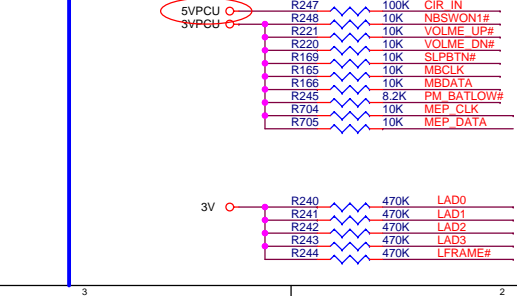 5VPCU R247 100K CIR_IN
3VPCU R248 10K NBSWON1#
R221 10K VOLME_UP#
R220 10K VOLME_DN#
R169 10K SLPBTN#
R165 10K MBCLK
R166 10K MBDATA
R245 8.2K PM_BATLOW#
R704 10K MEP_CLK
R705 10K MEP_DATA
3V R240 470K LAD0
R241 470K LAD1
R242 470K LAD2
R243 470K LAD3
R244 470K LFRAME#
3 2